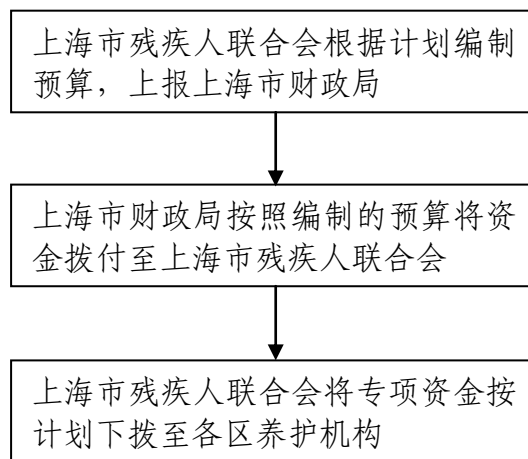 上海市残疾人联合会根据计划编制
预算，上报上海市财政局
上海市财政局按照编制的预算将资
金拨付至上海市残疾人联合会
上海市残疾人联合会将专项资金按
计划下拨至各区养护机构